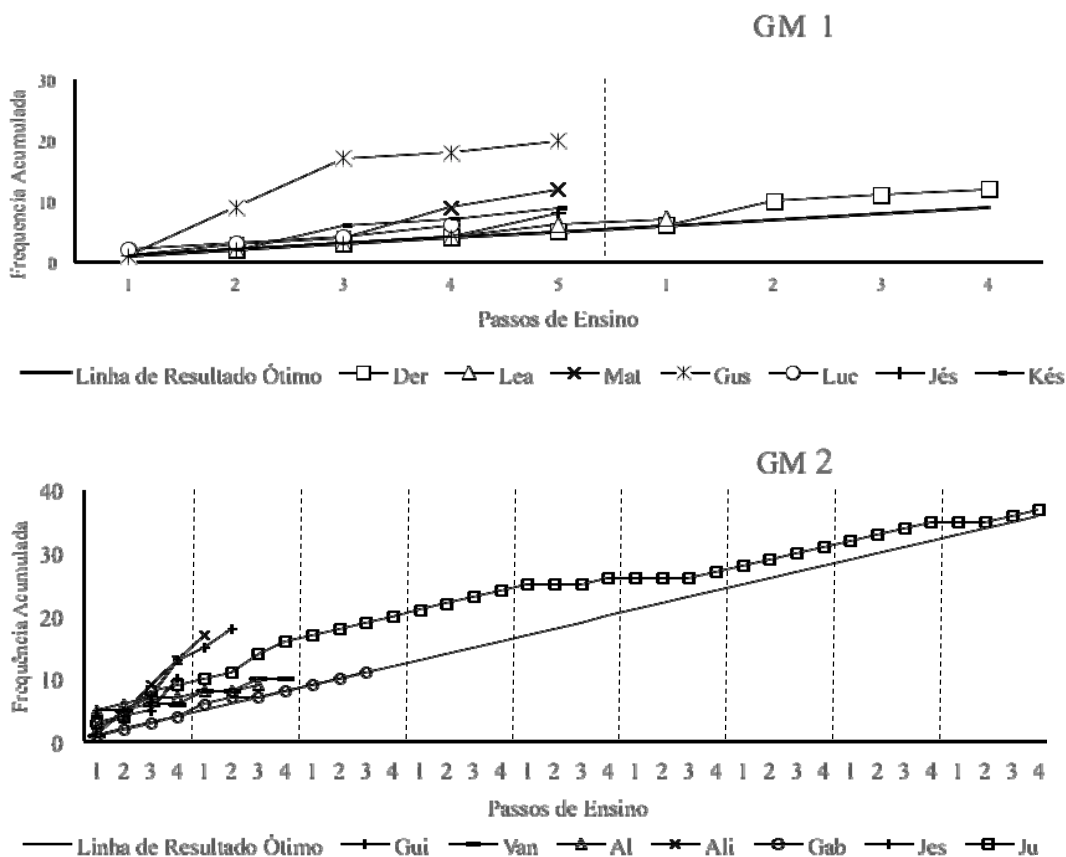 GM 1
30
20
10
0
Frequencia Acumulada
1 2 3 4 5 1 2 3 4
Passos de Ensino
Linha de Resultado Ótimo Der Lea Mat Gus Luc Jés Kés
GM 2
40
30
20
10
0
Frequência Acumulada
1 2 3 4 1 2 3 4 1 2 3 4 1 2 3 4 1 2 3 4 1 2 3 4 1 2 3 4 1 2 3 4 1 2 3 4
Passos de Ensino
Linha de Resultado Ótimo Gui Van Al Ali Gab Jes Ju